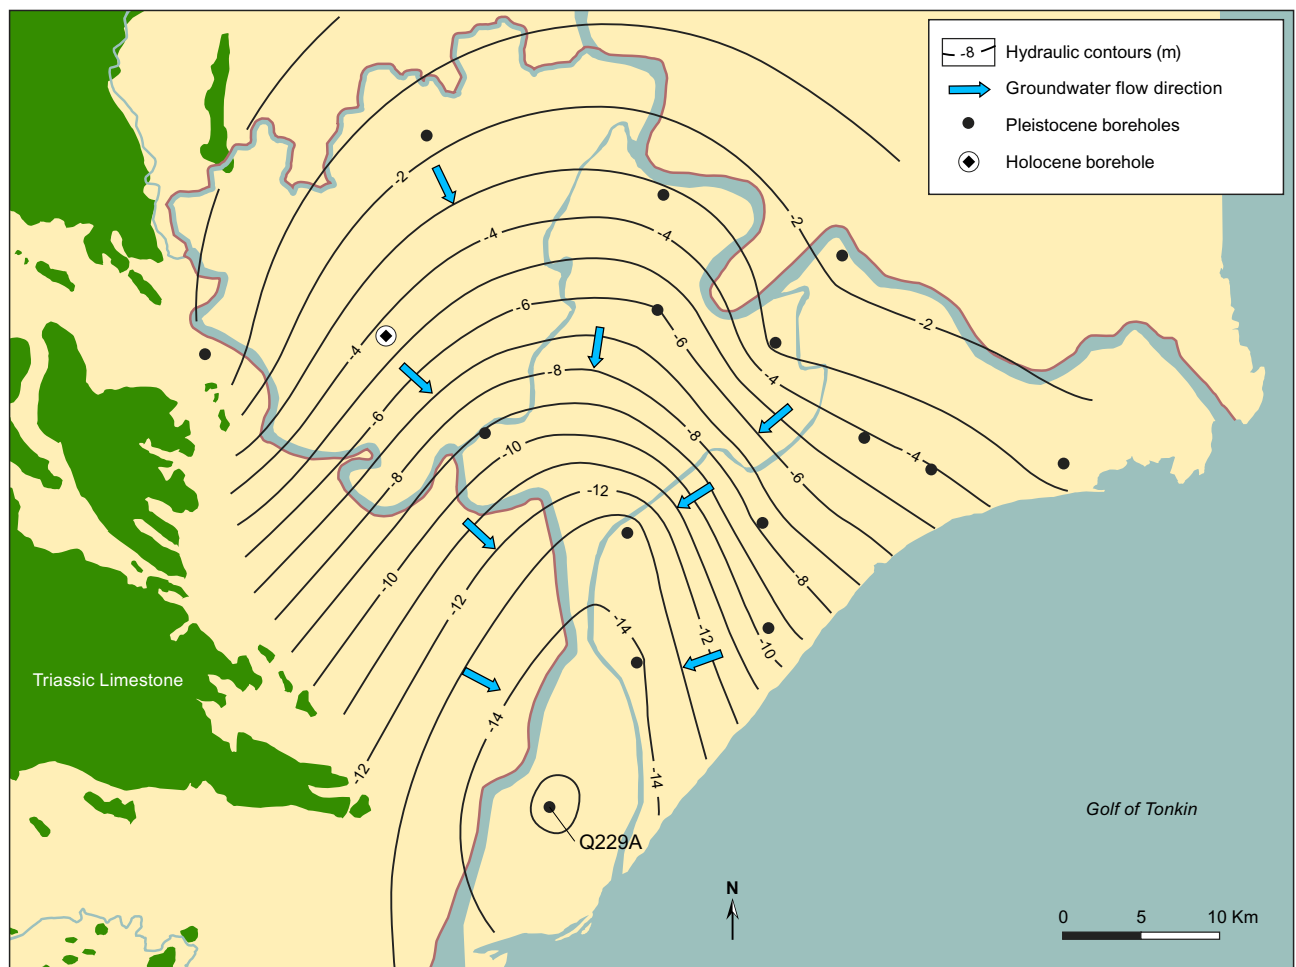 -8 Hydraulic contours (m)
Groundwater flow direction
Pleistocene boreholes
Holocene borehole
-2
-2
-4
-4
-6
-2
-4
-6
-4
-8
-6
-8
-4
-10
-8
-6
-12
-10
-8
-12
-14
-12
-10
-14
-14
-12
Triassic Limestone
Q229A
Golf of Tonkin
N
0 5 10 Km